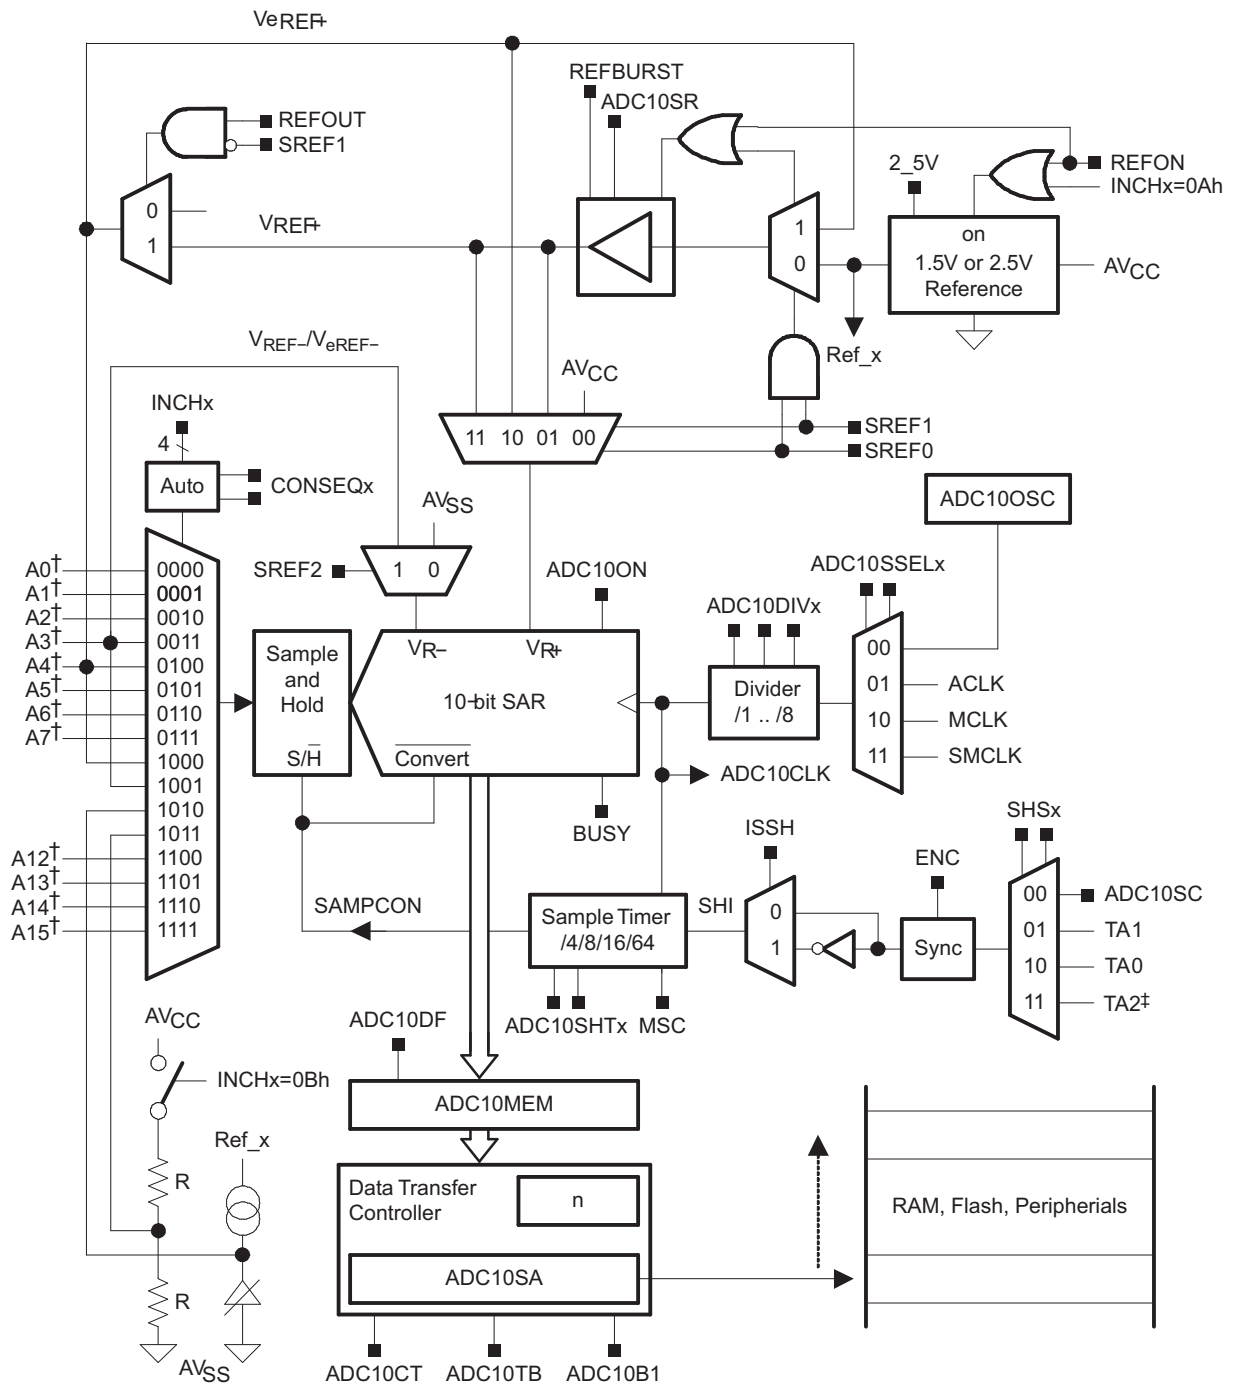 VeREF+
REFBURST
ADC10SR
REFOUT
SREF1
2_5V
REFON
INCHx=0Ah
0
1
VREF+
1
0
on
1.5V or 2.5V
Reference
AVCC
VREF−/VeREF−
Ref_x
AVCC
INCHx
4
11 10 01 00
SREF1
SREF0
Auto
CONSEQx
AVSS
ADC10OSC
SREF2
1 0
ADC10ON
ADC10SSELx
A0† 0000
A1† 0001
A2† 0010
A3† 0011
A4† 0100
A5† 0101
A6† 0110
A7† 0111
1000
1001
1010
1011
A12† 1100
A13† 1101
A14† 1110
A15† 1111
Sample
and
Hold
S/H
VR−
VR+
10−bit SAR
Convert
ADC10DIVx
Divider
/1 .. /8
00
01 ACLK
10 MCLK
11 SMCLK
ADC10CLK
BUSY
ISSH
SHSx
ENC
SAMPCON
Sample Timer
/4/8/16/64
SHI
0
1
Sync
00 ADC10SC
01 TA1
10 TA0
11 TA2‡
ADC10SHTx
MSC
AVCC
ADC10DF
INCHx=0Bh
ADC10MEM
Ref_x
R
Data Transfer
Controller
n
RAM, Flash, Peripherials
ADC10SA
R
AVSS
ADC10CT
ADC10TB
ADC10B1